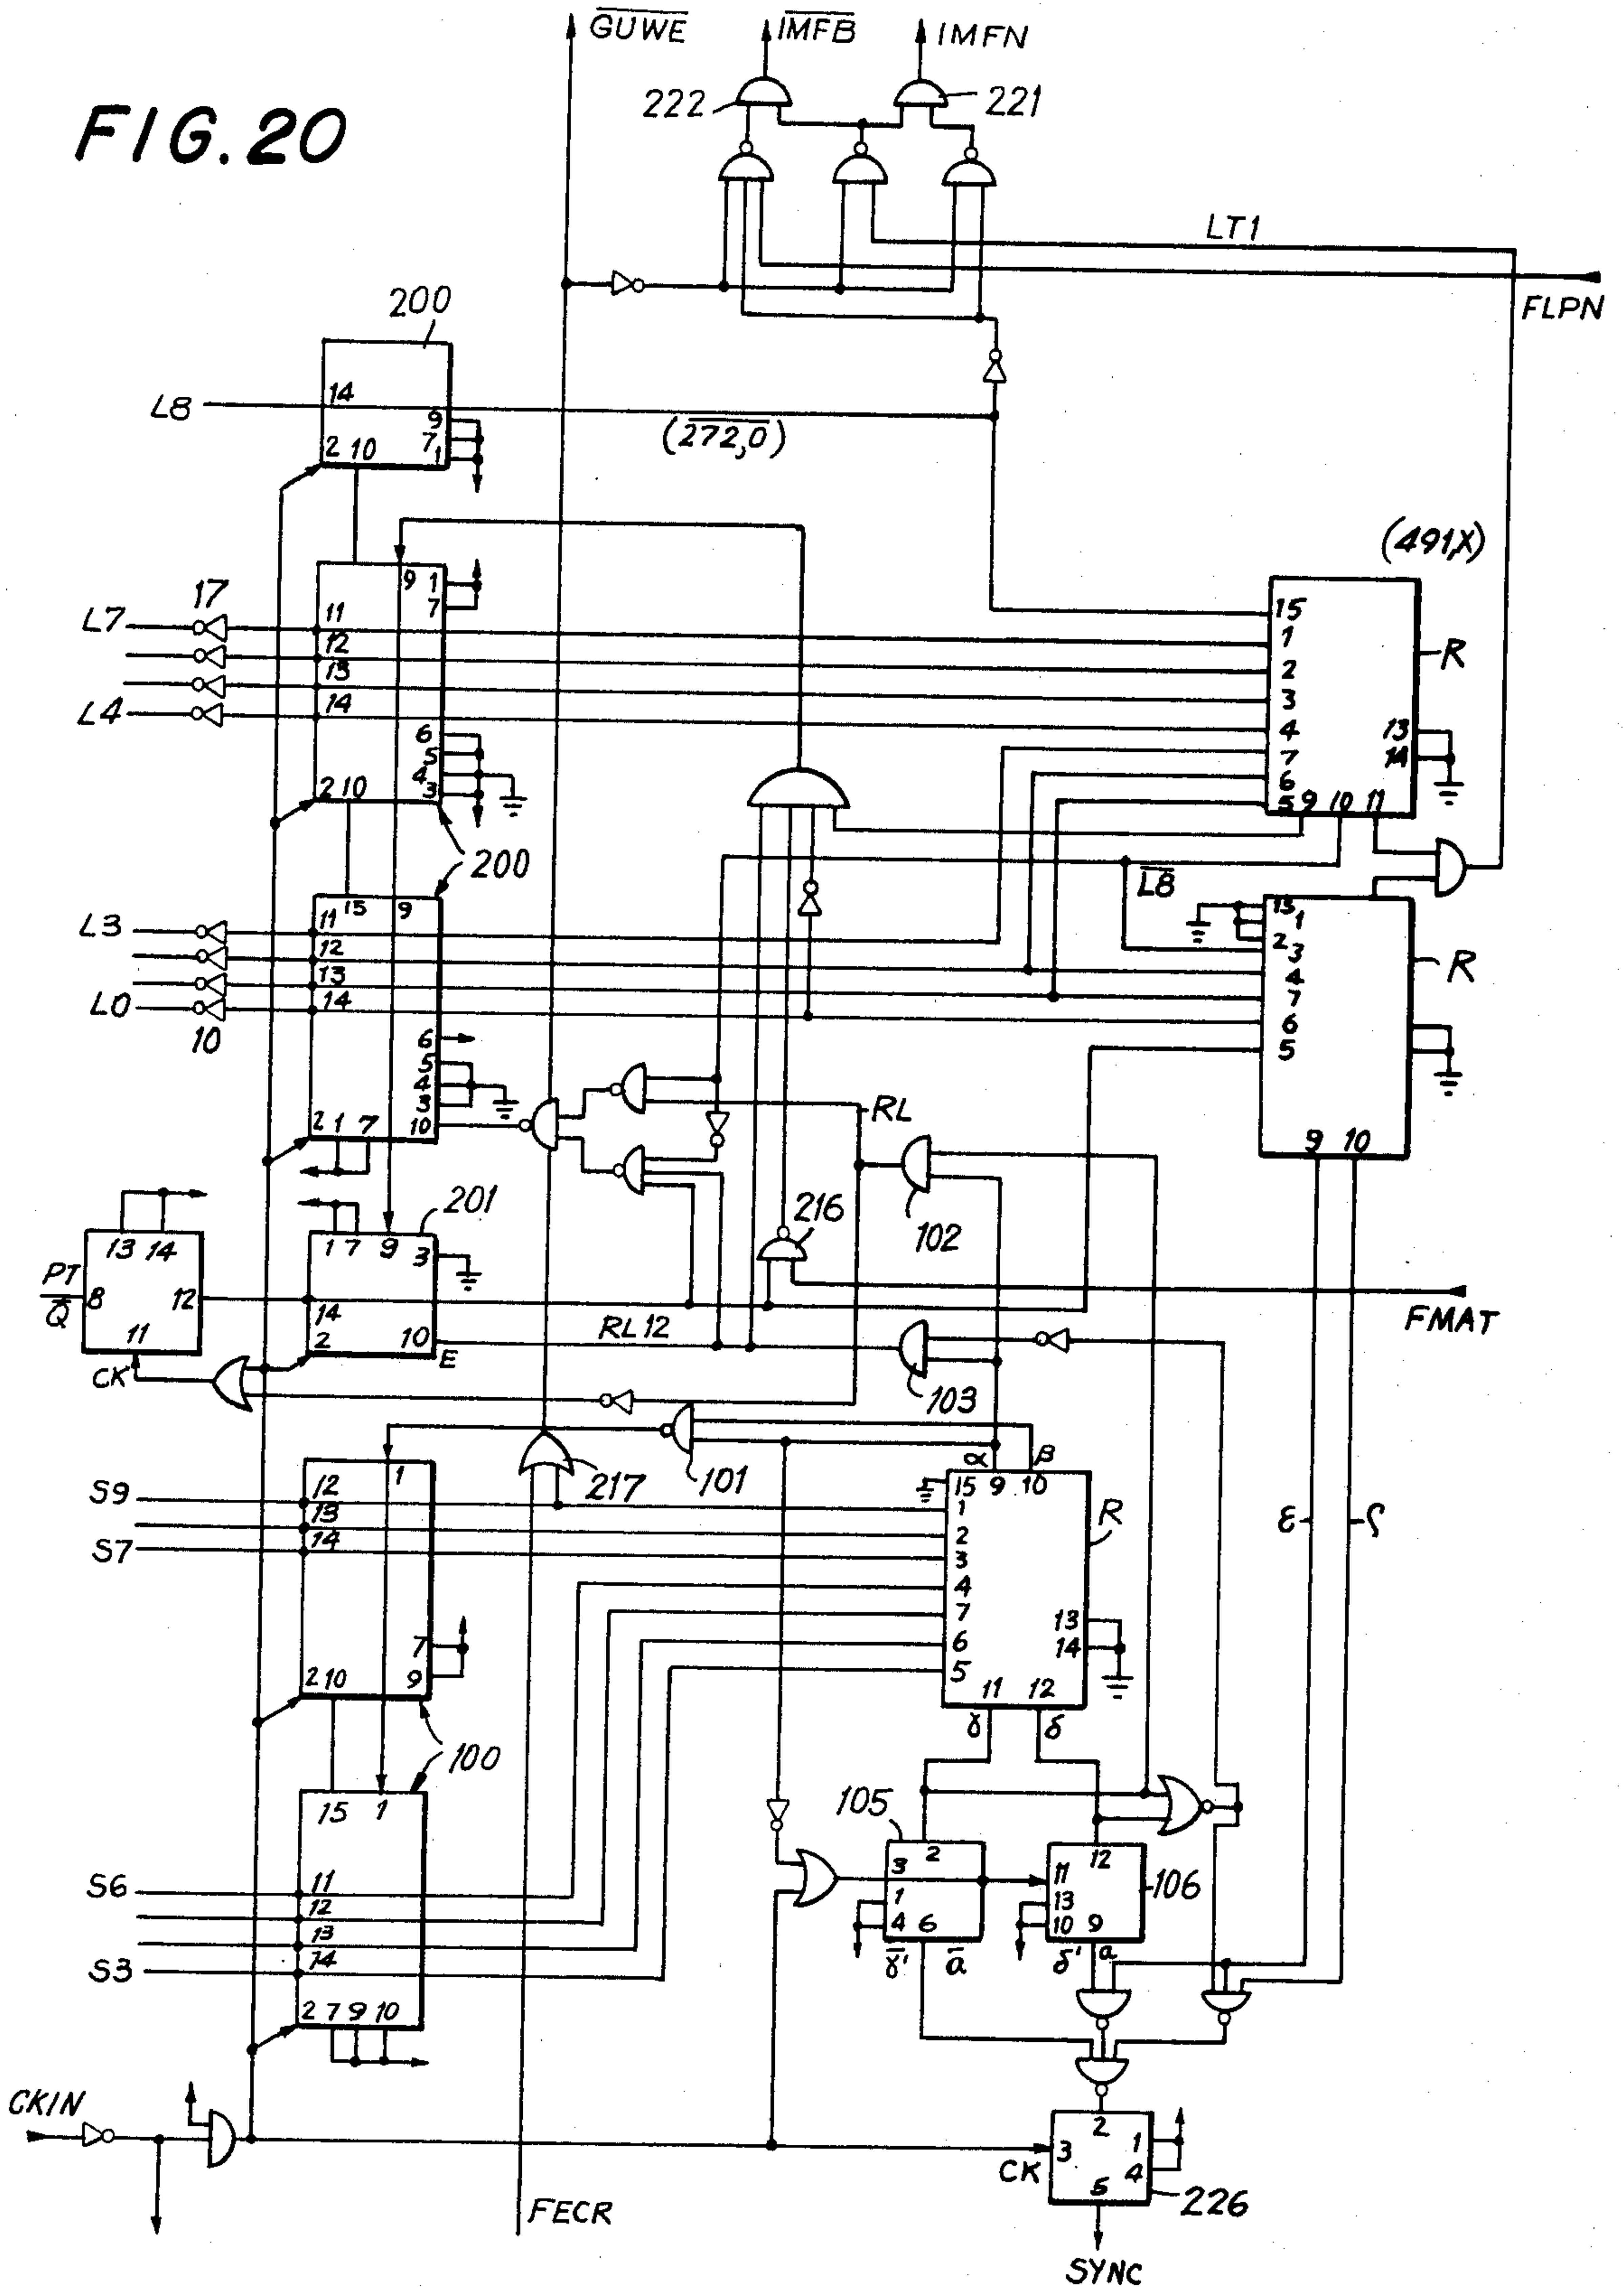 FIG. 20
GUWE
IMFB
IMFN
222
221
LT1
FLPN
200
14
L8
9
7
1
2 10
(272,0)
(491,X)
9 1
7
17
L7
11
12
13
L4
14
6
5
4
3
2 10
200
15
1
2
3
4
7
6
5 9 10 11
13
14
R
L8
15 9
L3
11
12
13
L0
14
10
6
5
4
3
10
2 1 7
13
1
2
3
4
7
6
5
R
9 10
RL
102
216
201
13 14
PT
Q
8
12
11
CK
1 7 9 3
14
2
10
E
RL12
FMAT
103
101
217
1
S9
12
13
S7
14
7
9
2 10
α β
15 9 10
1
2
3
4
7
6
5
R
13
14
11 12
γ δ
ε
ζ
100
15 1
S6
11
12
13
S3
14
2 7 9 10
105
3 2
1
4 6
γ' a
12
11
13
10 9
106
δ' a
CKIN
FECR
CK
3
2
1
4
5
226
SYNC